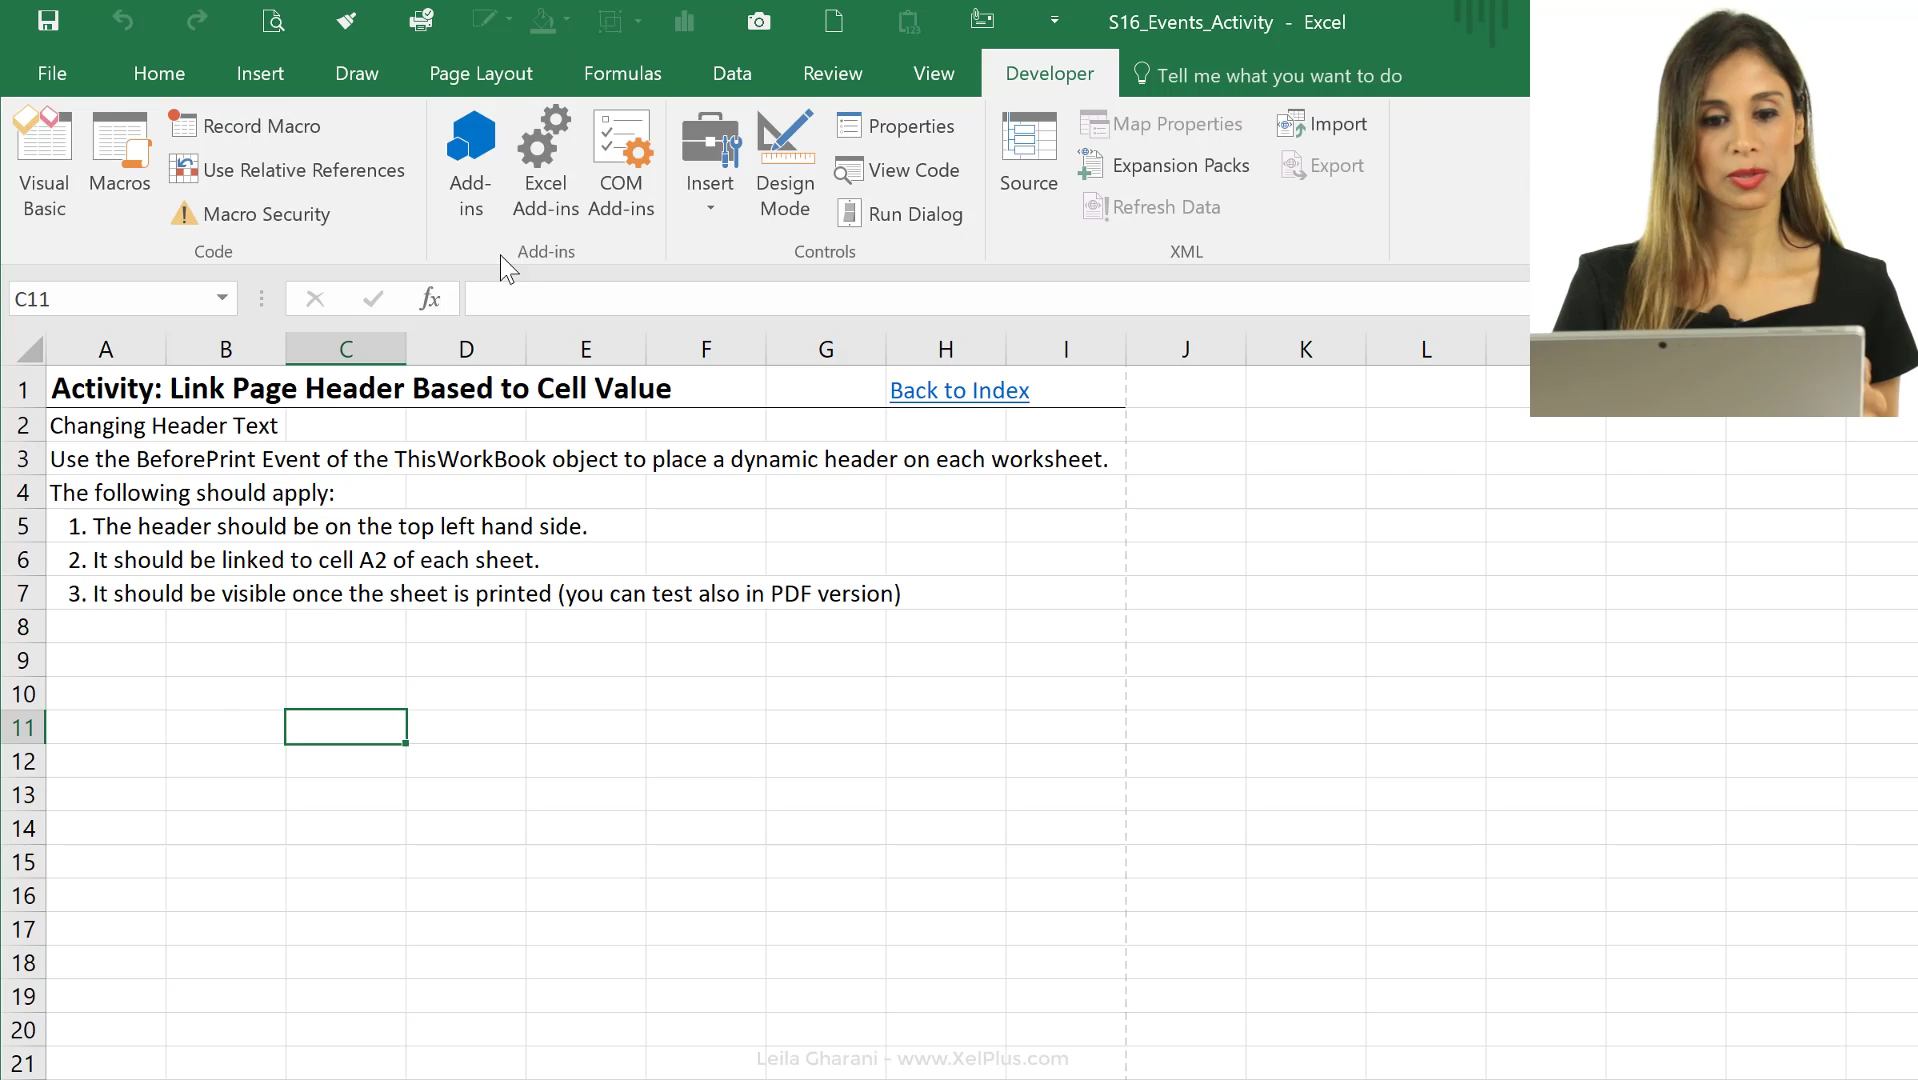 S16_Events_Activity - Excel
File Home Insert Draw Page Layout Formulas Data Review View Developer Tell me what you want to do
Visual Basic
Macros
Record Macro
Use Relative References
Macro Security
Code
Add-ins
Excel Add-ins
COM Add-ins
Add-ins
Insert
Design Mode
Properties
View Code
Run Dialog
Controls
Source
Map Properties
Expansion Packs
Refresh Data
Import
Export
XML
C11
fx
A B C D E F G H I J K L
1 Activity: Link Page Header Based to Cell Value Back to Index
2 Changing Header Text
3 Use the BeforePrint Event of the ThisWorkBook object to place a dynamic header on each worksheet.
4 The following should apply:
5 1. The header should be on the top left hand side.
6 2. It should be linked to cell A2 of each sheet.
7 3. It should be visible once the sheet is printed (you can test also in PDF version)
8
9
10
11
12
13
14
15
16
17
18
19
20
21
Leila Gharani - www.XelPlus.com